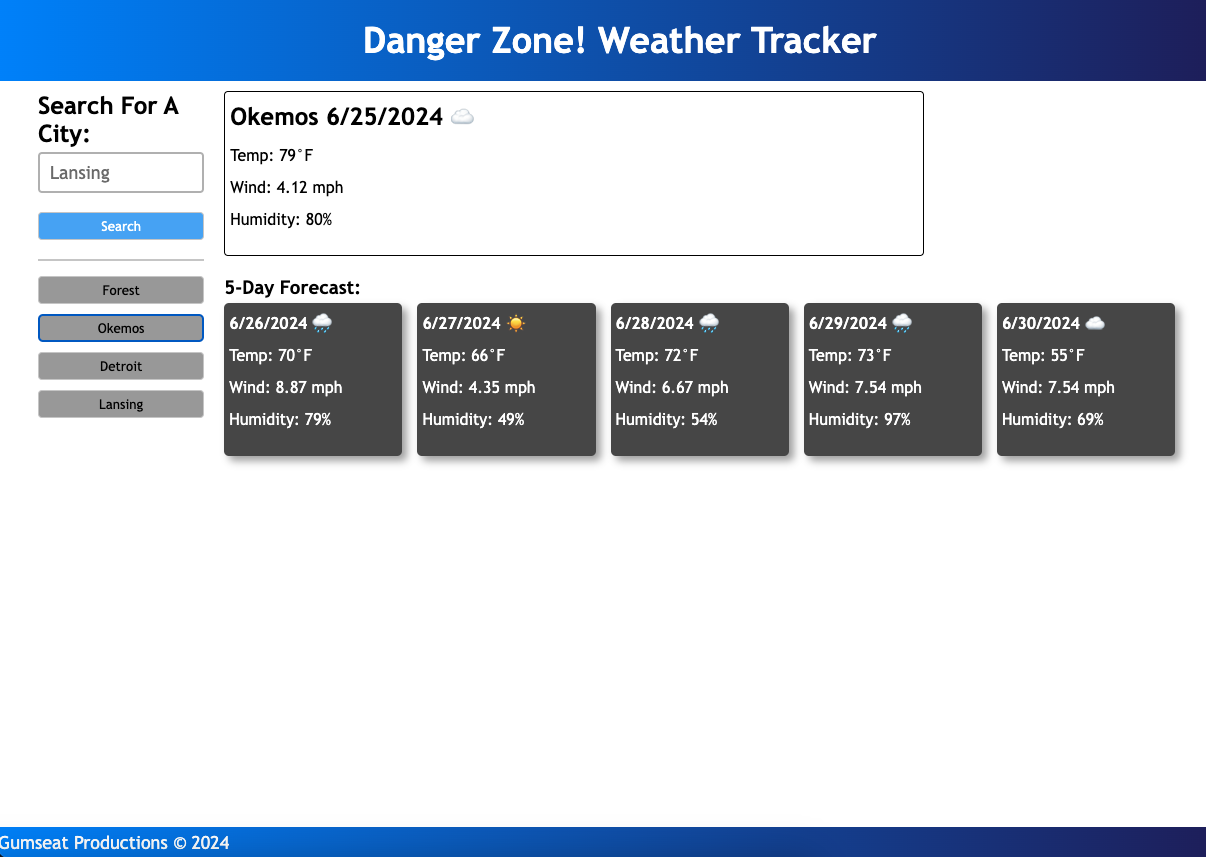 Danger Zone! Weather Tracker
Search For A
City:
Lansing
Search
Forest
Okemos
Detroit
Lansing
Okemos 6/25/2024 ☁️
Temp: 79°F
Wind: 4.12 mph
Humidity: 80%
5-Day Forecast:
6/26/2024 🌧️
Temp: 70°F
Wind: 8.87 mph
Humidity: 79%
6/27/2024 ☀️
Temp: 66°F
Wind: 4.35 mph
Humidity: 49%
6/28/2024 🌧️
Temp: 72°F
Wind: 6.67 mph
Humidity: 54%
6/29/2024 🌧️
Temp: 73°F
Wind: 7.54 mph
Humidity: 97%
6/30/2024 ☁️
Temp: 55°F
Wind: 7.54 mph
Humidity: 69%
Gumseat Productions © 2024